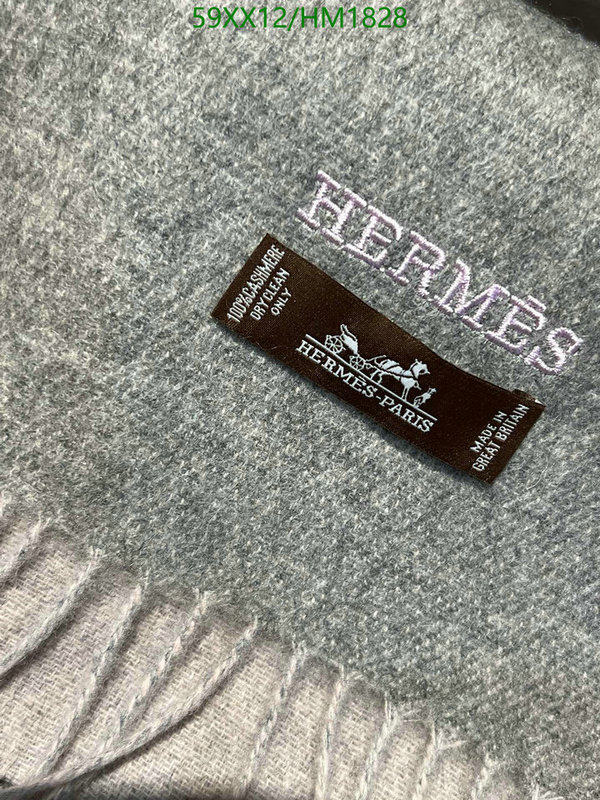 59XX12/HM1828
HERMÈS
100%CASHMERE
DRY CLEAN
ONLY
HERMÈS-PARIS
MADE IN
GREAT BRITAIN